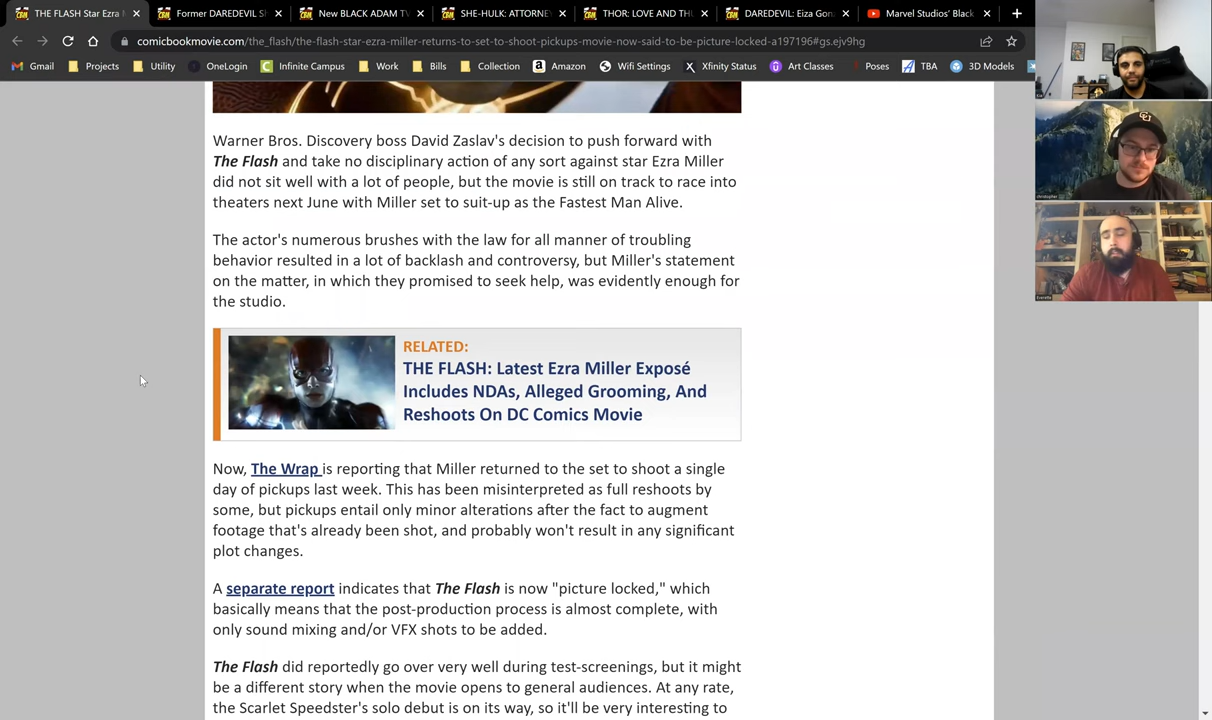 THE FLASH Star Ezra M
Former DAREDEVIL S
New BLACK ADAM TV
SHE-HULK: ATTORNE
THOR: LOVE AND TH
DAREDEVIL: Eiza Gon
Marvel Studios' Black
comicbookmovie.com/the_flash/the-flash-star-ezra-miller-returns-to-set-to-shoot-pickups-movie-now-said-to-be-picture-locked-a197196#gs.ejv9hg
Gmail
Projects
Utility
OneLogin
Infinite Campus
Work
Bills
Collection
Amazon
Wifi Settings
Xfinity Status
Art Classes
Poses
TBA
3D Models
Warner Bros. Discovery boss David Zaslav's decision to push forward with
The Flash and take no disciplinary action of any sort against star Ezra Miller
did not sit well with a lot of people, but the movie is still on track to race into
theaters next June with Miller set to suit-up as the Fastest Man Alive.
The actor's numerous brushes with the law for all manner of troubling
behavior resulted in a lot of backlash and controversy, but Miller's statement
on the matter, in which they promised to seek help, was evidently enough for
the studio.
RELATED:
THE FLASH: Latest Ezra Miller Exposé
Includes NDAs, Alleged Grooming, And
Reshoots On DC Comics Movie
Now, The Wrap is reporting that Miller returned to the set to shoot a single
day of pickups last week. This has been misinterpreted as full reshoots by
some, but pickups entail only minor alterations after the fact to augment
footage that's already been shot, and probably won't result in any significant
plot changes.
A separate report indicates that The Flash is now "picture locked," which
basically means that the post-production process is almost complete, with
only sound mixing and/or VFX shots to be added.
The Flash did reportedly go over very well during test-screenings, but it might
be a different story when the movie opens to general audiences. At any rate,
the Scarlet Speedster's solo debut is on its way, so it'll be very interesting to
christopher
Everette